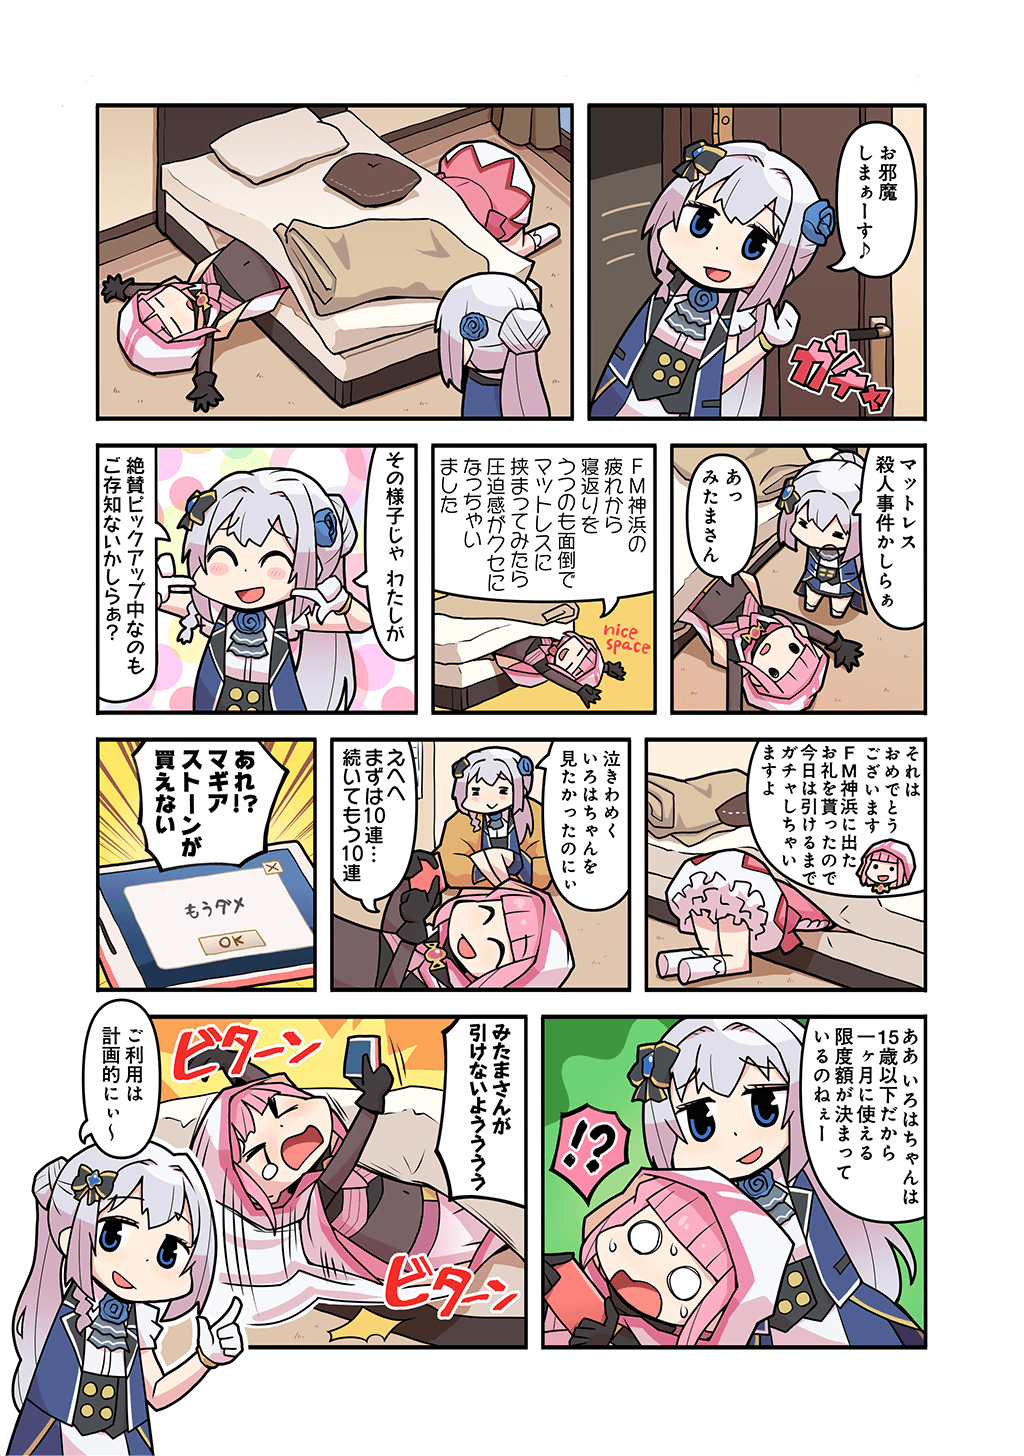 お邪魔
しまぁーす♪
ガチャ
マットレス
殺人事件かしらぁ
あっ
みたまさん
FM神浜の
疲れから
寝返りを
うつのも面倒で
マットレスに
挟まってみたら
圧迫感がクセに
なっちゃい
ました
nice
space
その様子じゃ わたしが
絶賛ピックアップ中なのも
ご存知ないかしらぁ?
それは
おめでとう
ございます
FM神浜に出た
お礼を貰ったので
今日は引けるまで
ガチャしちゃい
ますよ
泣きわめく
いろはちゃんを
見たかったのにぃ
えへへ
まずは10連…
続いてもう10連
あれ!?
マギア
ストーンが
買えない
もうダメ
OK
ああ いろはちゃんは
15歳以下だから
一ヶ月に使える
限度額が決まって
いるのねぇー
!?
みたまさんが
引けないよううう
ビターン
ビターン
ご利用は
計画的にぃ～